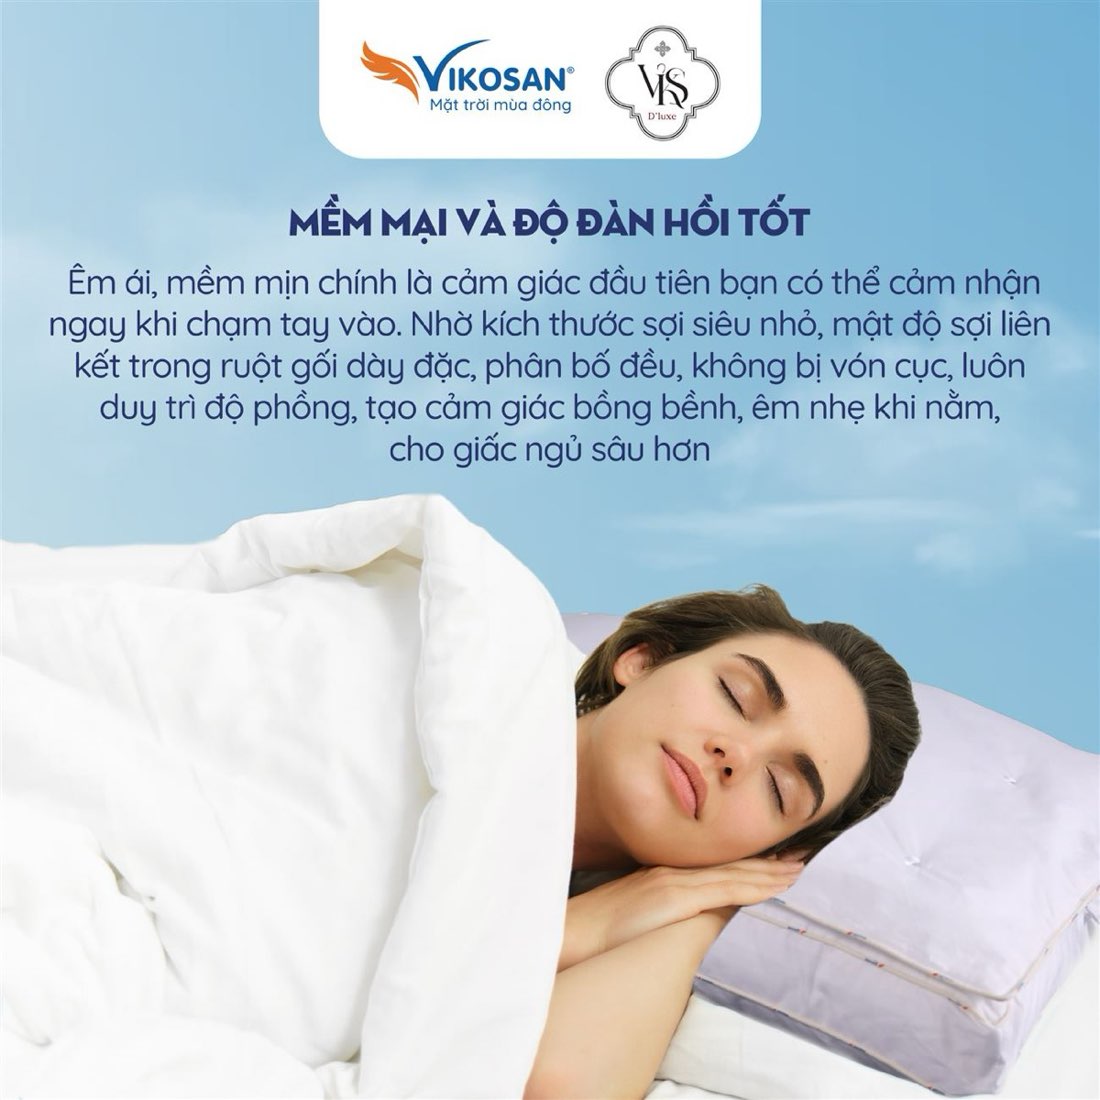 VIKOSAN®
Mặt trời mùa đông
VKS
D'luxe
MỀM MẠI VÀ ĐỘ ĐÀN HỒI TỐT
Êm ái, mềm mịn chính là cảm giác đầu tiên bạn có thể cảm nhận
ngay khi chạm tay vào. Nhờ kích thước sợi siêu nhỏ, mật độ sợi liên
kết trong ruột gối dày đặc, phân bố đều, không bị vón cục, luôn
duy trì độ phồng, tạo cảm giác bồng bềnh, êm nhẹ khi nằm,
cho giấc ngủ sâu hơn